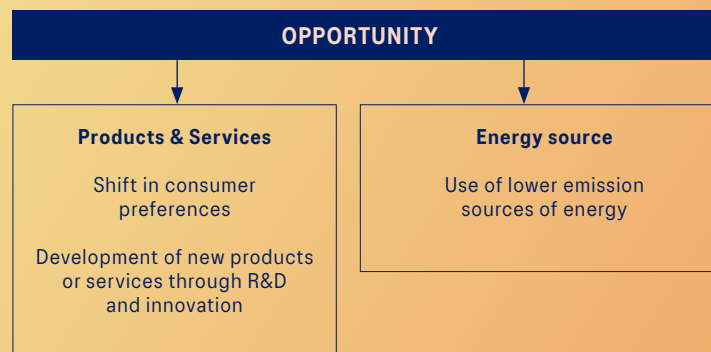 OPPORTUNITY
Products & Services
Shift in consumer
preferences
Development of new products
or services through R&D
and innovation
Energy source
Use of lower emission
sources of energy